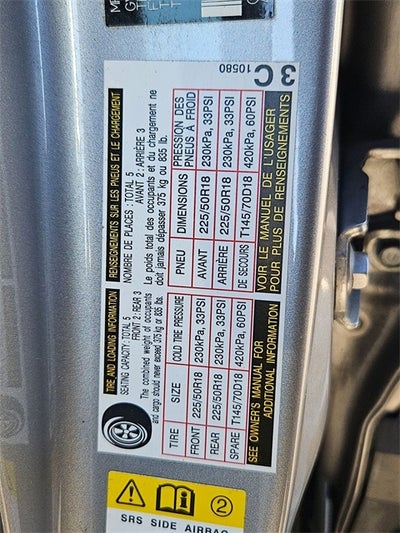 TIRE AND LOADING INFORMATION
SEATING CAPACITY : TOTAL 5
FRONT 2 : REAR 3
The combined weight of occupants
and cargo should never exceed 375 kg or 835 lbs.
TIRE SIZE COLD TIRE PRESSURE
FRONT 225/50R18 230kPa, 33PSI
REAR 225/50R18 230kPa, 33PSI
SPARE T145/70D18 420kPa, 60PSI
SEE OWNER'S MANUAL FOR
ADDITIONAL INFORMATION
RENSEIGNEMENTS SUR LES PNEUS ET LE CHARGEMENT
NOMBRE DE PLACES : TOTAL 5
AVANT 2 : ARRIÈRE 3
Le poids total des occupants et du chargement ne
doit jamais dépasser 375 kg ou 835 lb.
PNEU DIMENSIONS PRESSION DES
PNEUS À FROID
AVANT 225/50R18 230kPa, 33PSI
ARRIÈRE 225/50R18 230kPa, 33PSI
DE SECOURS T145/70D18 420kPa, 60PSI
VOIR LE MANUEL DE L'USAGER
POUR PLUS DE RENSEIGNEMENTS
3C 10580
2
SRS SIDE AIRBAG